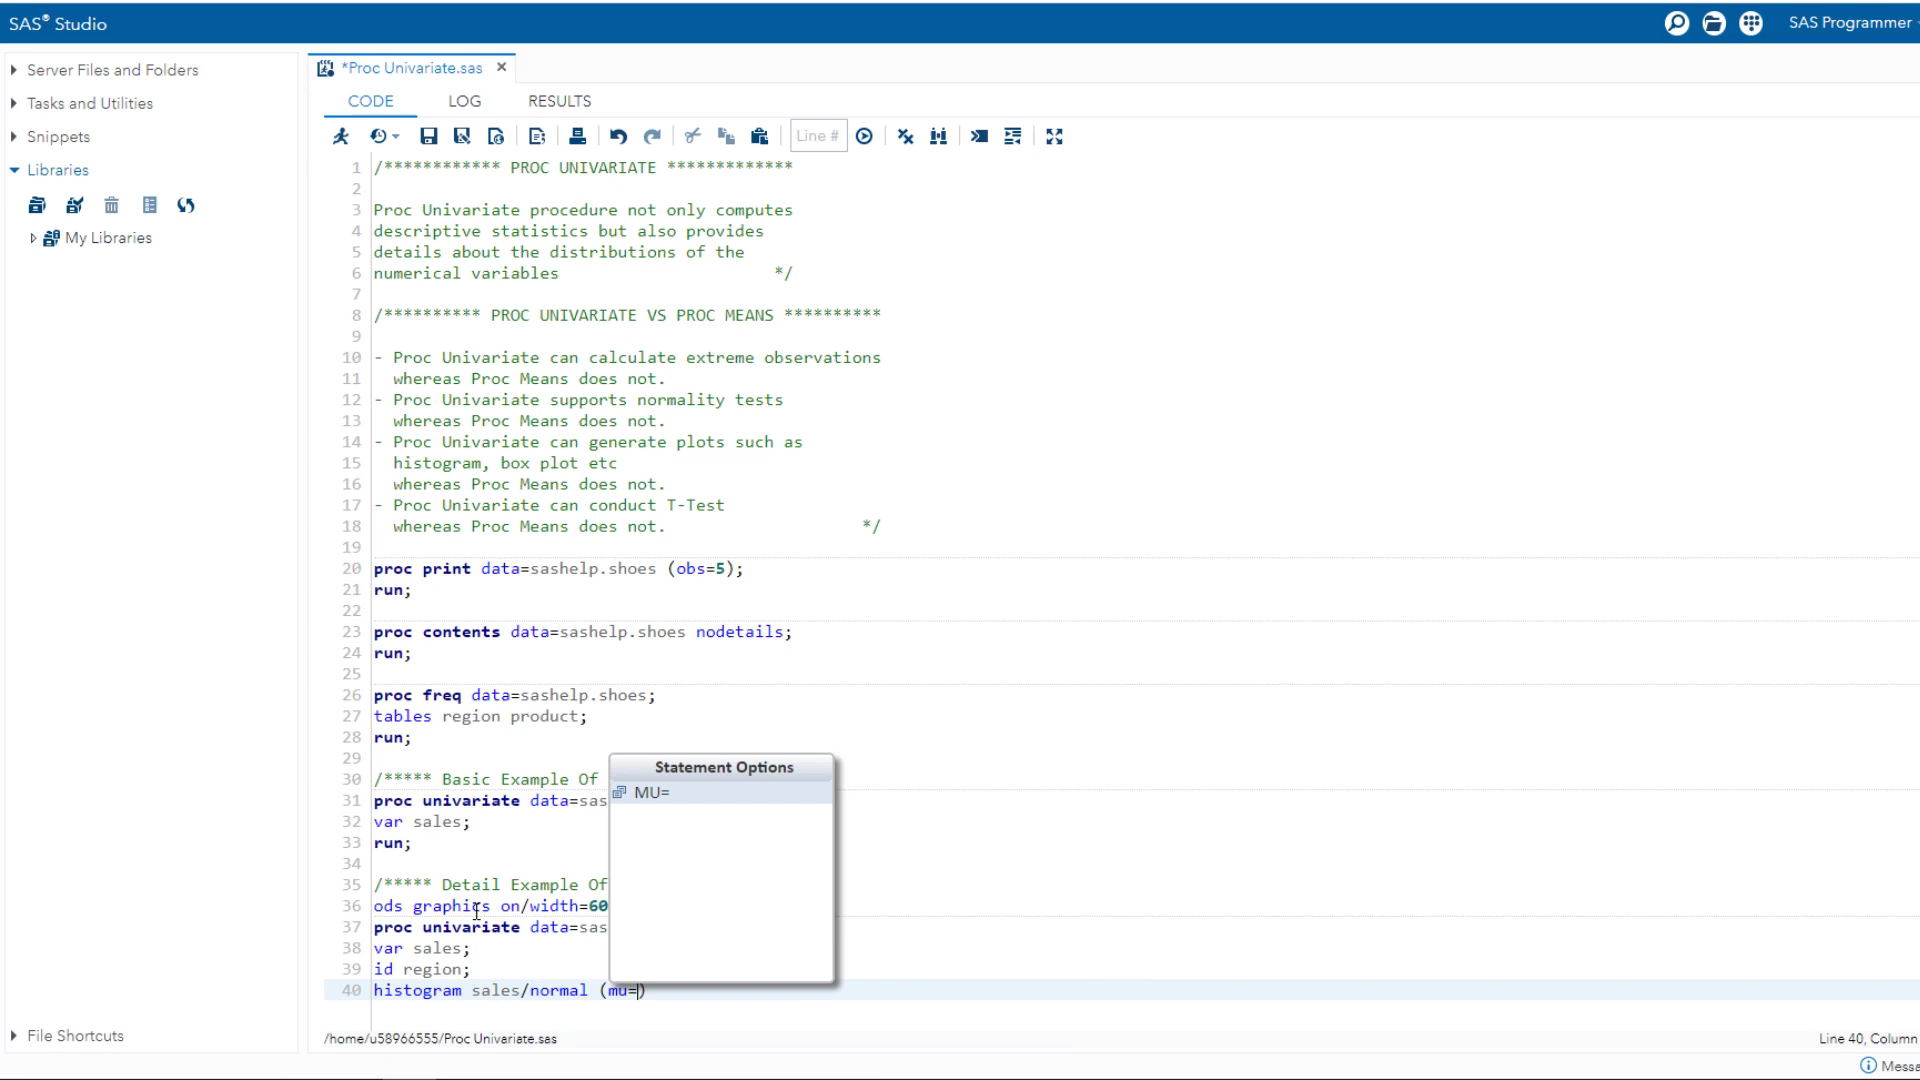 SAS® Studio
SAS Programmer
Server Files and Folders
Tasks and Utilities
Snippets
Libraries
My Libraries
File Shortcuts
*Proc Univariate.sas
CODE LOG RESULTS
Line #
1 /************ PROC UNIVARIATE *************
2
3 Proc Univariate procedure not only computes
4 descriptive statistics but also provides
5 details about the distributions of the
6 numerical variables */
7
8 /********** PROC UNIVARIATE VS PROC MEANS **********
9
10 - Proc Univariate can calculate extreme observations
11 whereas Proc Means does not.
12 - Proc Univariate supports normality tests
13 whereas Proc Means does not.
14 - Proc Univariate can generate plots such as
15 histogram, box plot etc
16 whereas Proc Means does not.
17 - Proc Univariate can conduct T-Test
18 whereas Proc Means does not. */
19
20 proc print data=sashelp.shoes (obs=5);
21 run;
22
23 proc contents data=sashelp.shoes nodetails;
24 run;
25
26 proc freq data=sashelp.shoes;
27 tables region product;
28 run;
29
30 /***** Basic Example Of
31 proc univariate data=sas
32 var sales;
33 run;
34
35 /***** Detail Example Of
36 ods graphics on/width=60
37 proc univariate data=sas
38 var sales;
39 id region;
40 histogram sales/normal (mu=)
Statement Options
MU=
/home/u58966555/Proc Univariate.sas
Line 40, Column
Messa